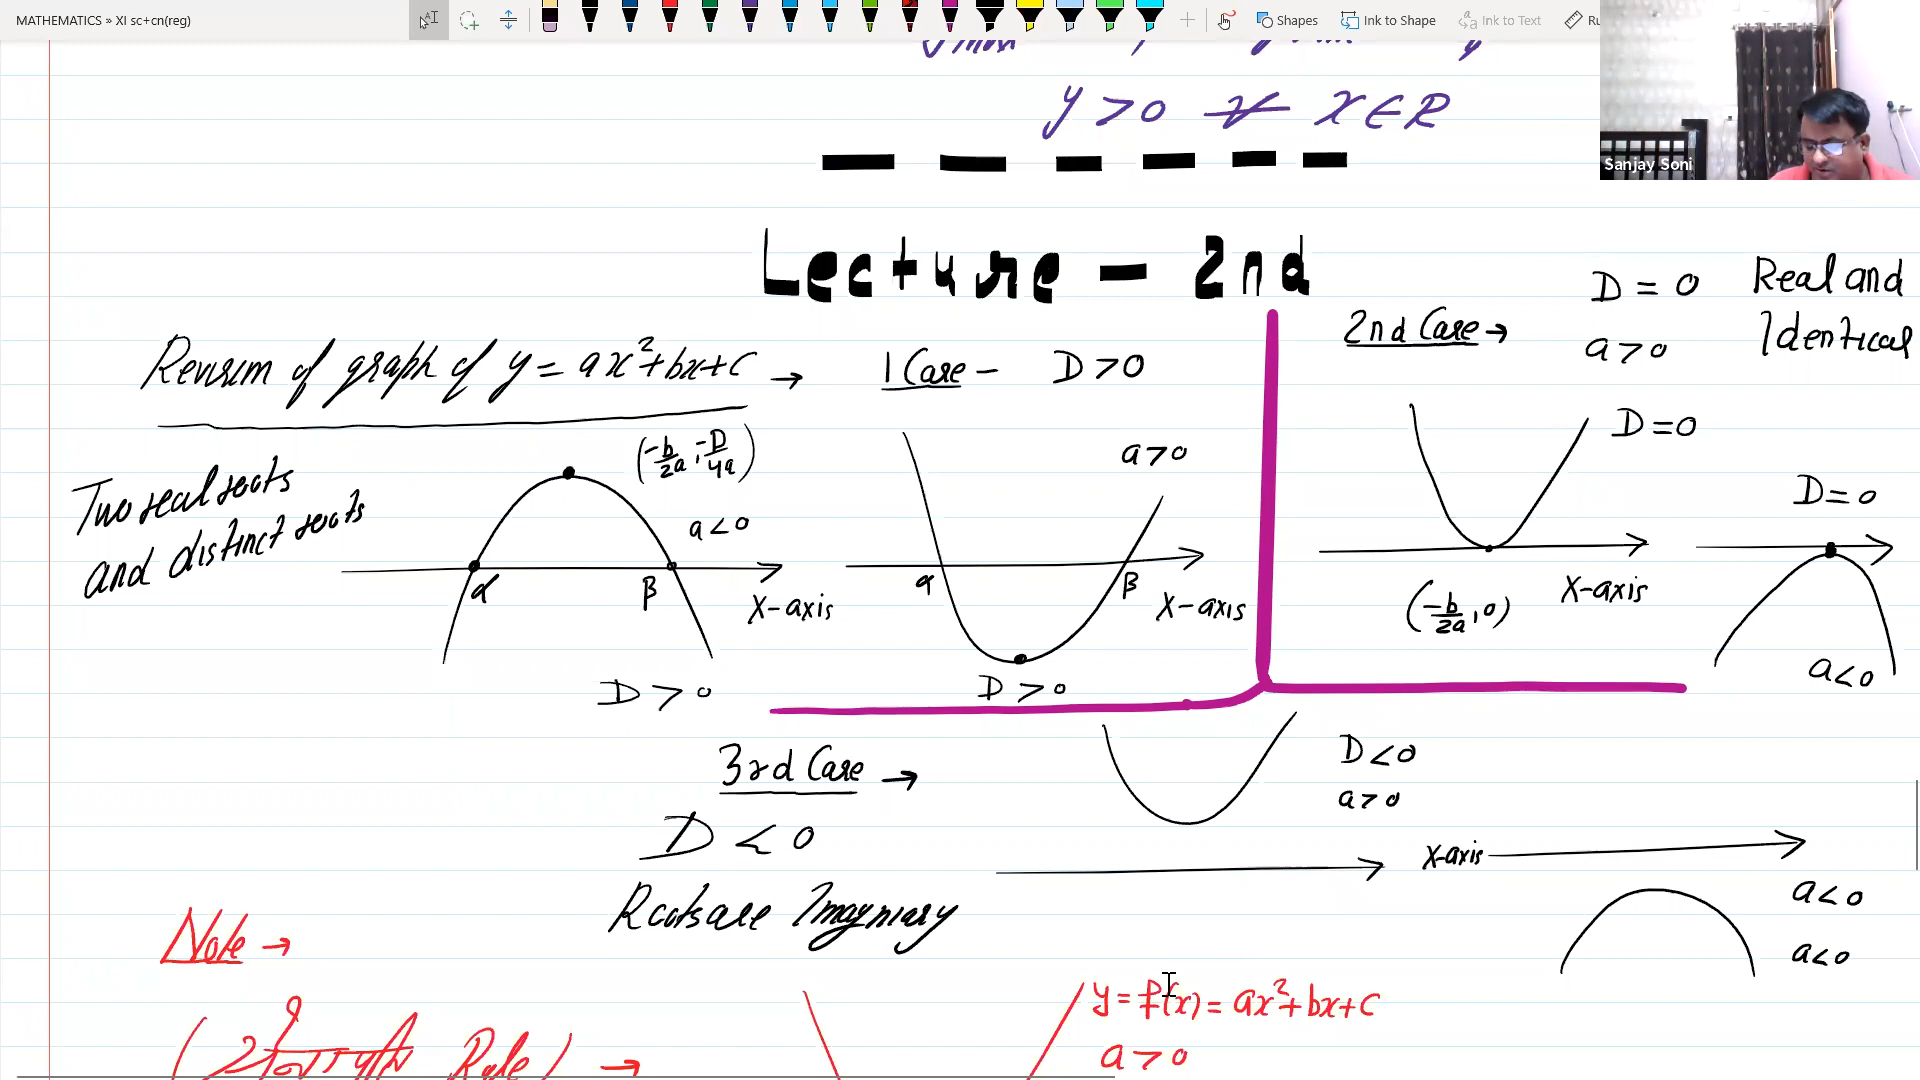 MATHEMATICS » XI sc+cn(reg)
Shapes
Ink to Shape
Ink to Text
Ru
Sanjay Soni
y > 0 ∀ x ∈ R
Lecture - 2nd
Revision of graph of y = ax²+bx+c →
1 Case - D > 0
2nd Case →
D = 0 Real and
a > 0 Identical
Two real roots
and distinct roots
(-b/2a, -D/4a)
a < 0
α β
X-axis
D > 0
a > 0
α β
X-axis
D > 0
D = 0
(-b/2a, 0)
X-axis
D = 0
a < 0
3rd Case →
D < 0
Roots are Imaginary
D < 0
a > 0
X-axis
a < 0
a < 0
Note →
y = f(x) = ax²+bx+c
a > 0
Rule) →